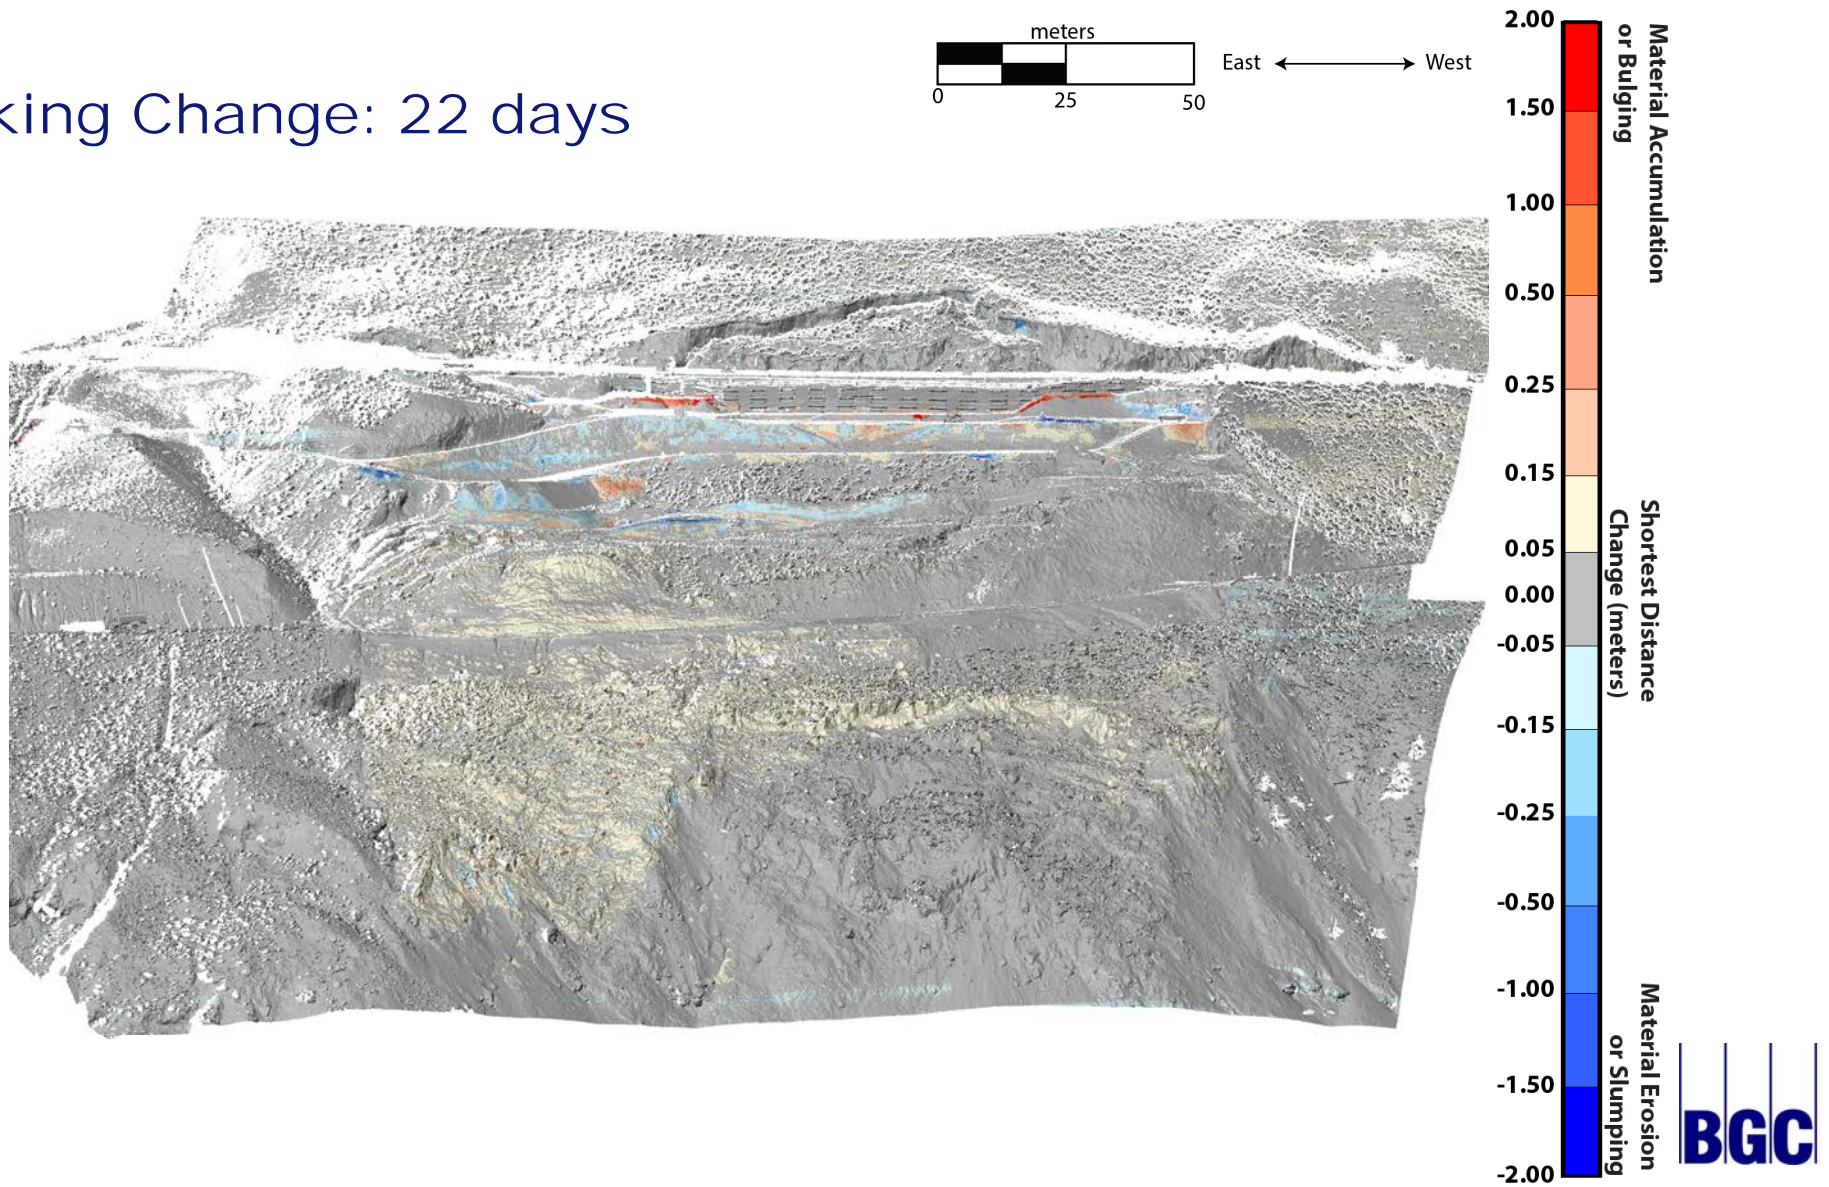 king Change: 22 days
meters
0
25
50
East
West
2.00
1.50
1.00
0.50
0.25
0.15
0.05
0.00
-0.05
-0.15
-0.25
-0.50
-1.00
-1.50
-2.00
Material Accumulation
or Bulging
Shortest Distance
Change (meters)
Material Erosion
or Slumping
BGC